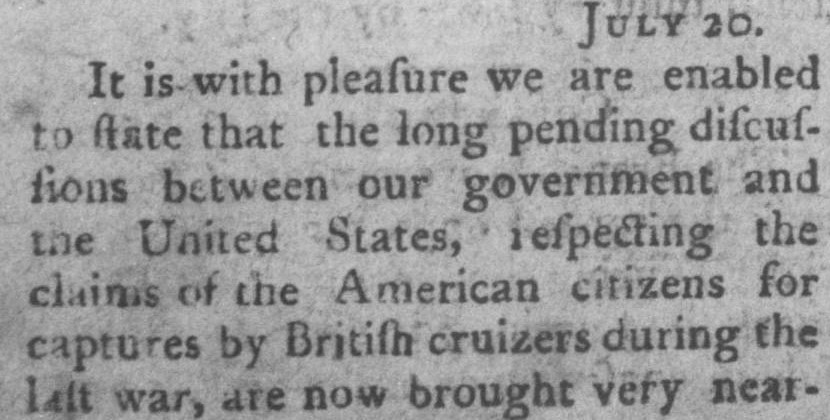 JULY 20.
It is with pleaſure we are enabled
to ſtate that the long pending diſcuſ-
ſions between our government and
the United States, reſpecting the
claims of the American citizens for
captures by Britiſh cruizers during the
laſt war, are now brought very near-